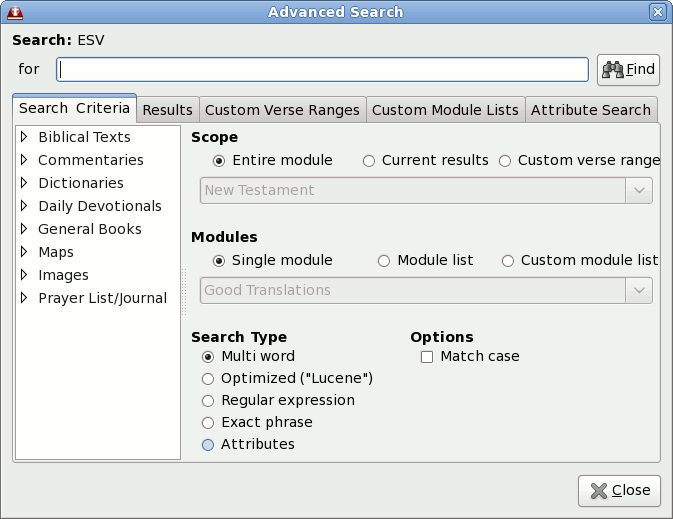 Advanced Search
Search: ESV
for
Find
Search Criteria Results Custom Verse Ranges Custom Module Lists Attribute Search
Biblical Texts
Commentaries
Dictionaries
Daily Devotionals
General Books
Maps
Images
Prayer List/Journal
Scope
Entire module Current results Custom verse range
New Testament
Modules
Single module Module list Custom module list
Good Translations
Search Type
Multi word
Optimized ("Lucene")
Regular expression
Exact phrase
Attributes
Options
Match case
Close